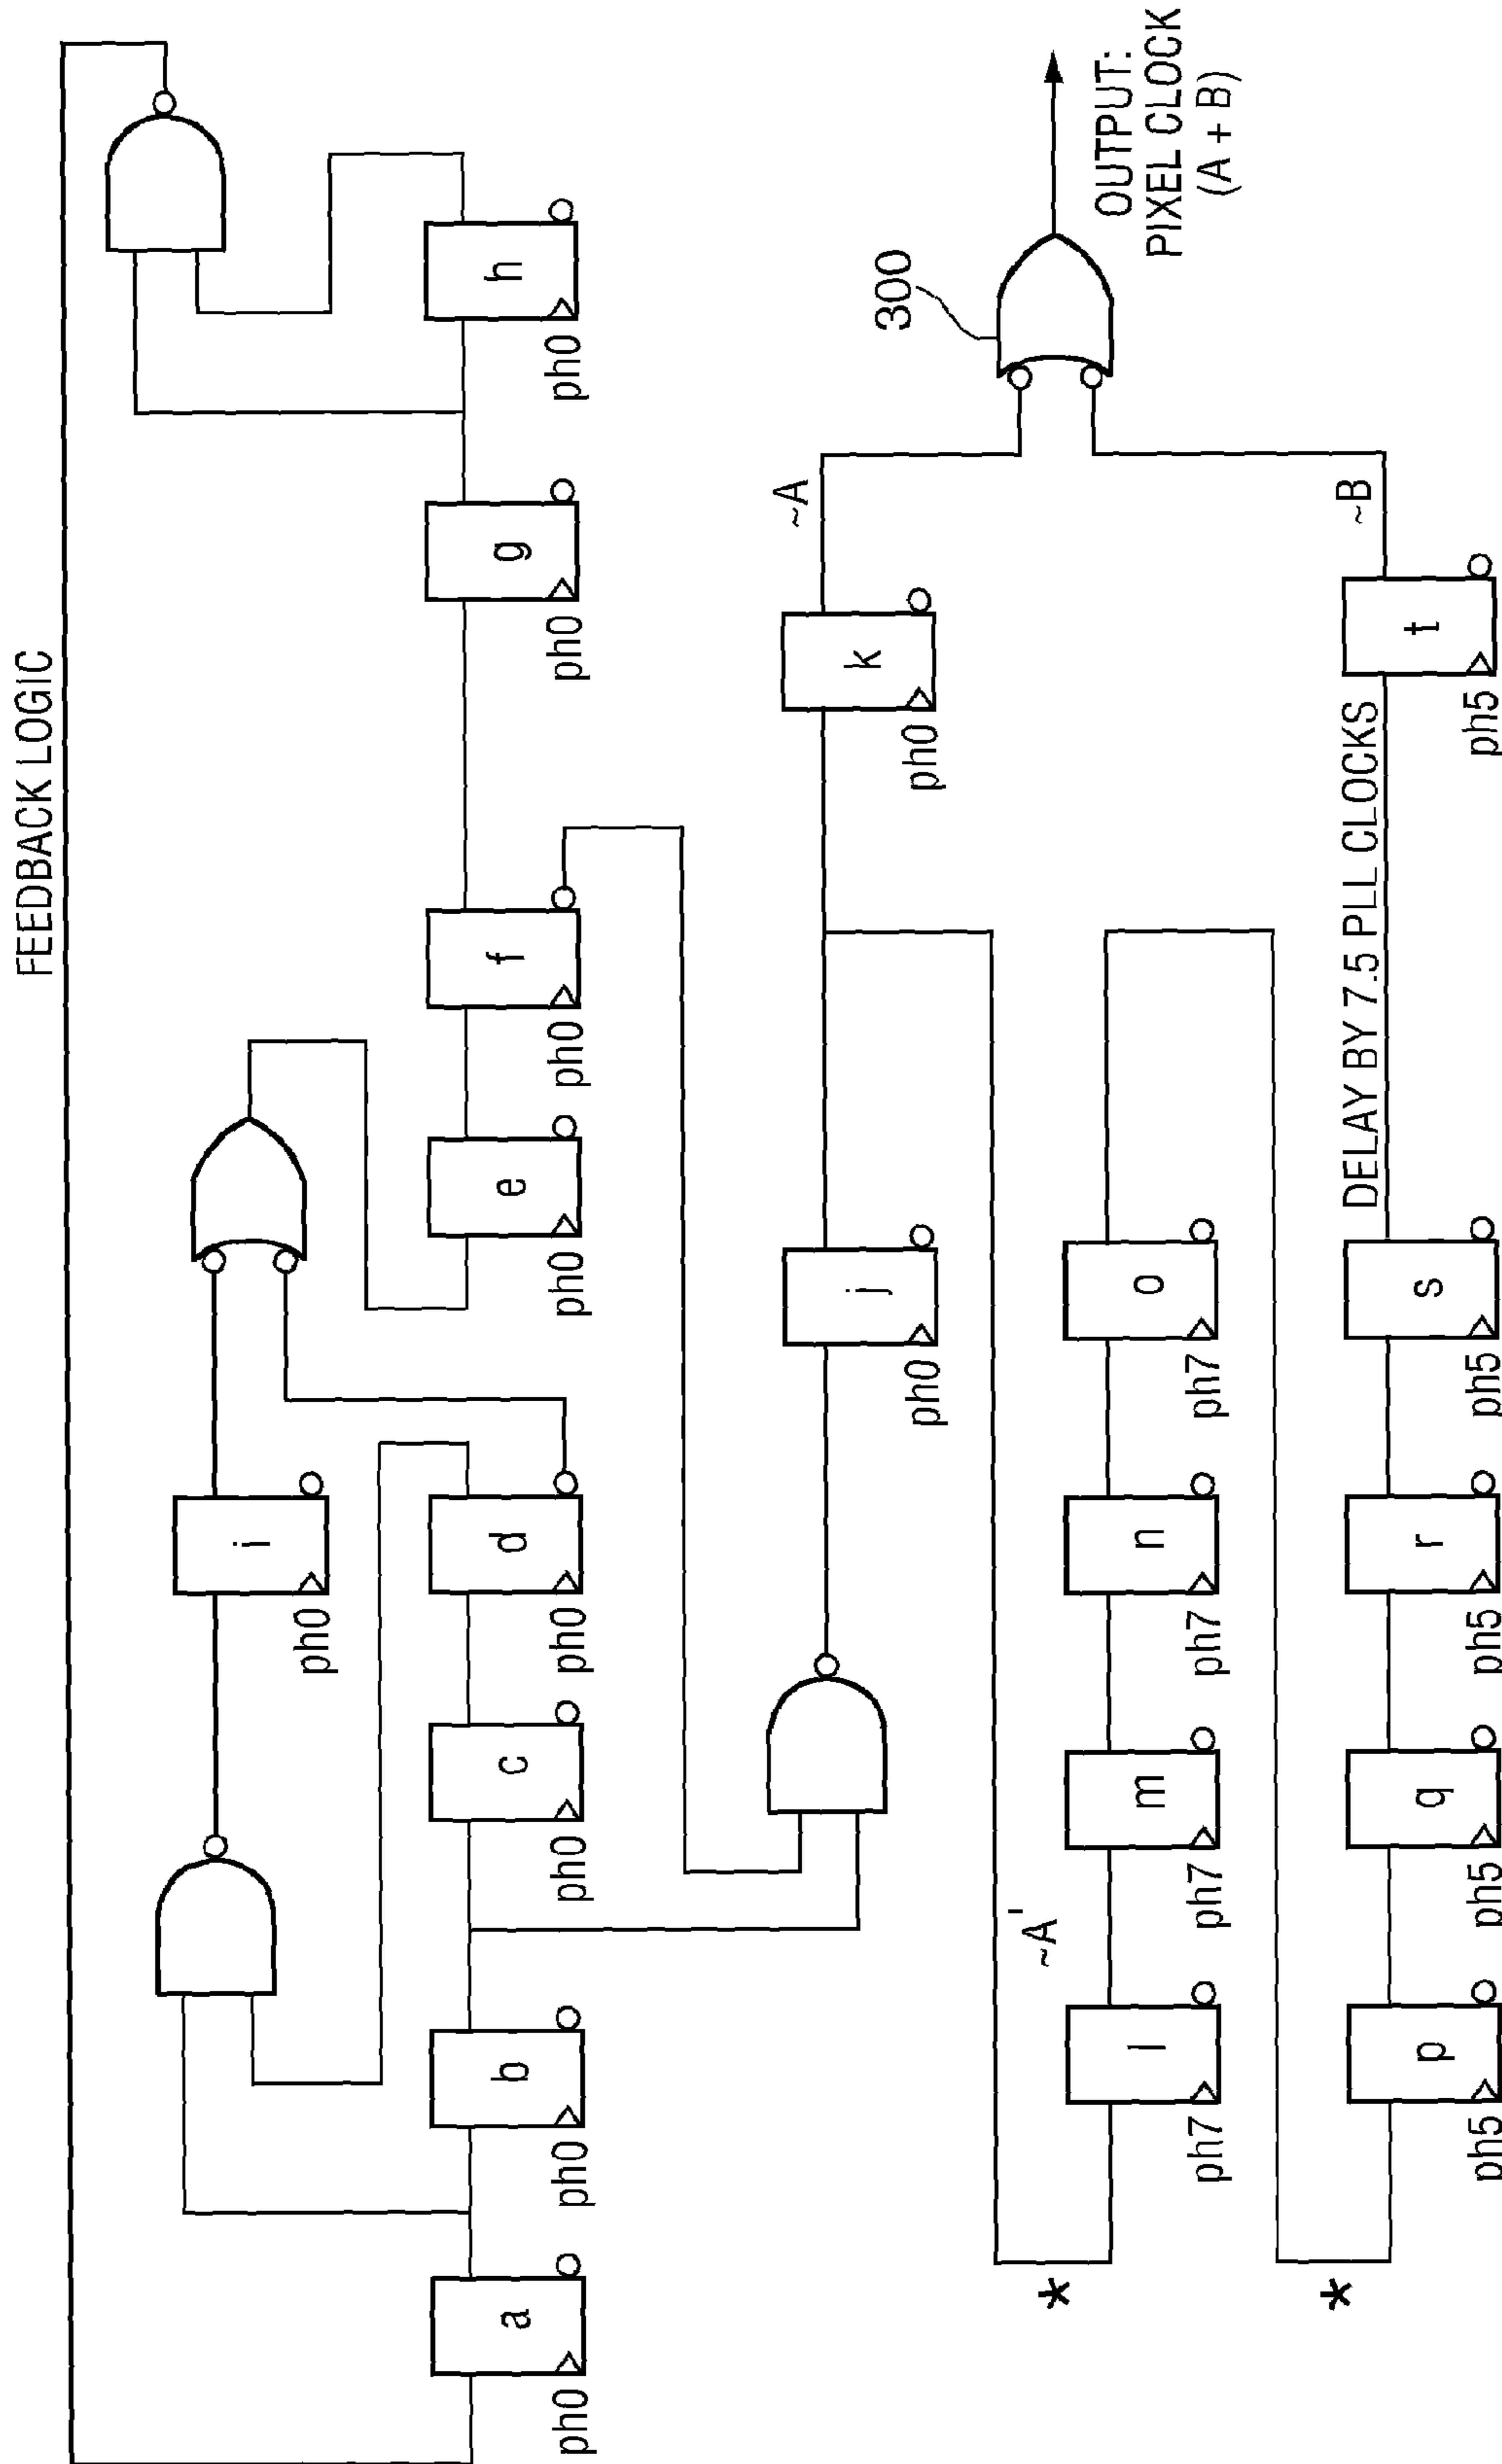 FEEDBACK LOGIC
i
ph0
a
ph0
b
ph0
c
ph0
d
ph0
e
ph0
f
ph0
g
ph0
h
ph0
j
ph0
k
ph0
~A
300
OUTPUT:
PIXEL CLOCK
(A + B)
*
~A'
l
ph7
m
ph7
n
ph7
o
ph7
*
p
ph5
q
ph5
r
ph5
s
ph5
DELAY BY 7.5 PLL CLOCKS
t
ph5
~B